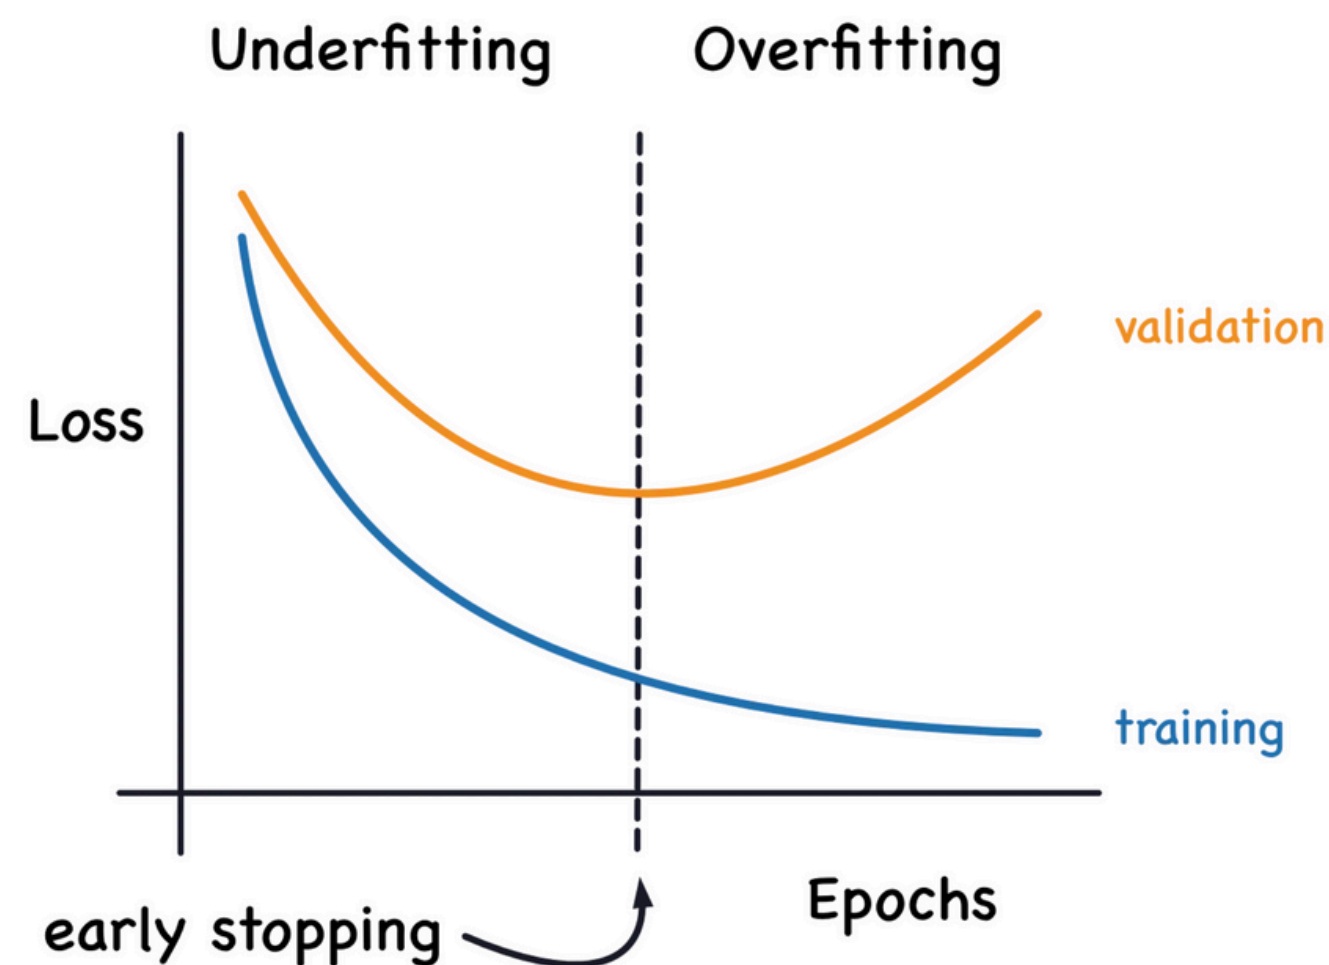 Underfitting
Overfitting
Loss
validation
training
Epochs
early stopping